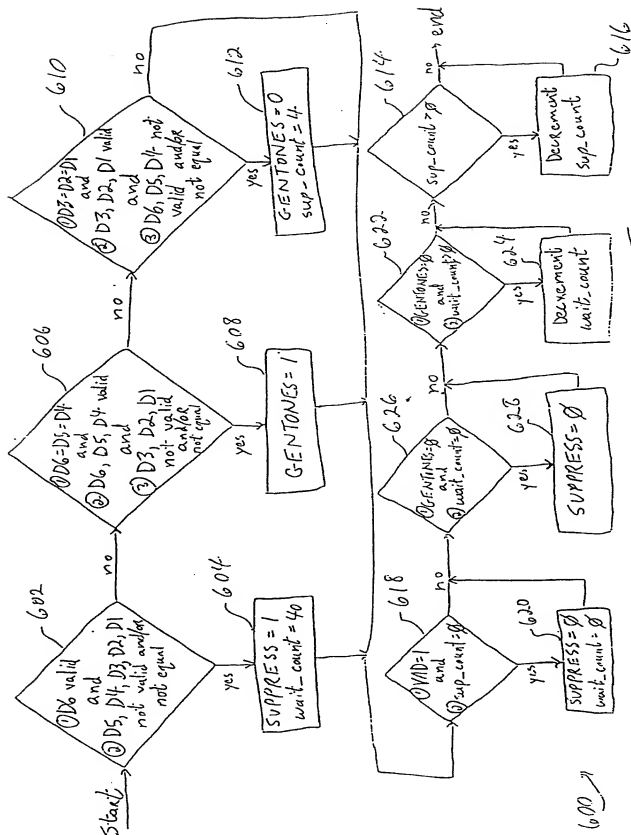 Start
602
①D6 valid
and
②D5, D4, D3, D2, D1
not valid and/or
not equal
no
yes
604
SUPPRESS = 1
wait_count = 40
606
①D6=D5=D4
and
②D6, D5, D4 valid
and
③D3, D2, D1
not valid
and/or
not equal
no
yes
608
GENTONES = 1
610
①D3=D2=D1
and
②D3, D2, D1 valid
and
③D6, D5, D4 not
valid and/or
not equal
no
yes
612
GENTONES = 0
sup_count = 4
618
①VAD=1
and
②sup_count=0
no
yes
620
SUPPRESS=0
wait_count=0
626
①GENTONES=0
and
②wait_count=0
no
yes
628
SUPPRESS=0
622
①GENTONES=0
and
②wait_count>0
no
yes
624
Decrement
wait_count
614
sup_count>0
no
end
yes
616
Decrement
sup_count
600